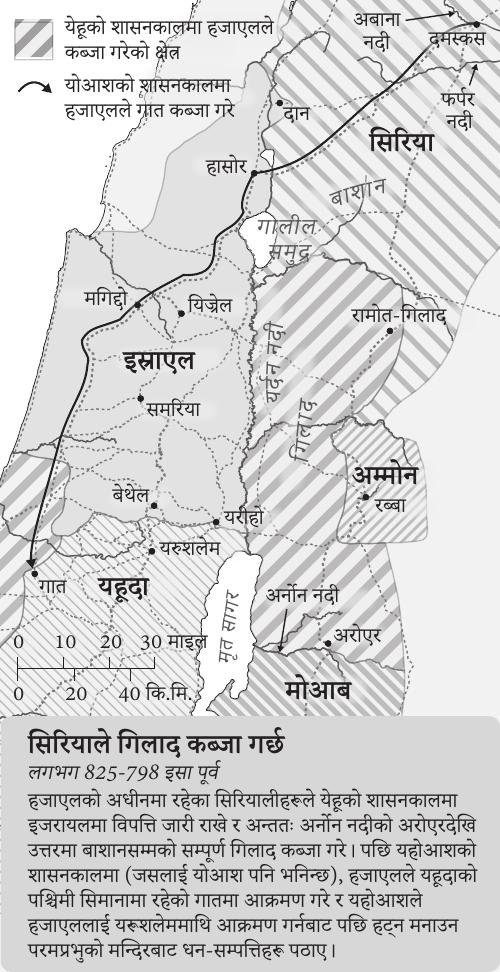 येहूको शासनकालमा हजाएलले
कब्जा गरेको क्षेत्र
योआशको शासनकालमा
हजाएलले गात कब्जा गरे
अबाना
नदी
दमस्कस
फर्पर
नदी
दान
सिरिया
हासोर
बाशान
गालील
समुद्र
मगिद्दो
यिज्रेल
रामोत-गिलाद
इस्राएल
यर्दन नदी
समरिया
गिलाद
अम्मोन
रब्बा
बेथेल
यरीहो
यरुशलेम
गात
यहूदा
अर्नोन नदी
मृत सागर
अरोएर
मोआब
0 10 20 30 माइल
0 20 40 कि.मि.
सिरियाले गिलाद कब्जा गर्छ
लगभग 825-798 इसा पूर्व
हजाएलको अधीनमा रहेका सिरियालीहरूले येहूको शासनकालमा
इजरायलमा विपत्ति जारी राखे र अन्ततः अर्नोन नदीको अरोएरदेखि
उत्तरमा बाशानसम्मको सम्पूर्ण गिलाद कब्जा गरे। पछि यहोआशको
शासनकालमा (जसलाई योआश पनि भनिन्छ), हजाएलले यहूदाको
पश्चिमी सिमानामा रहेको गातमा आक्रमण गरे र यहोआशले
हजाएललाई यरूशलेममाथि आक्रमण गर्नबाट पछि हट्न मनाउन
परमप्रभुको मन्दिरबाट धन-सम्पत्तिहरू पठाए।